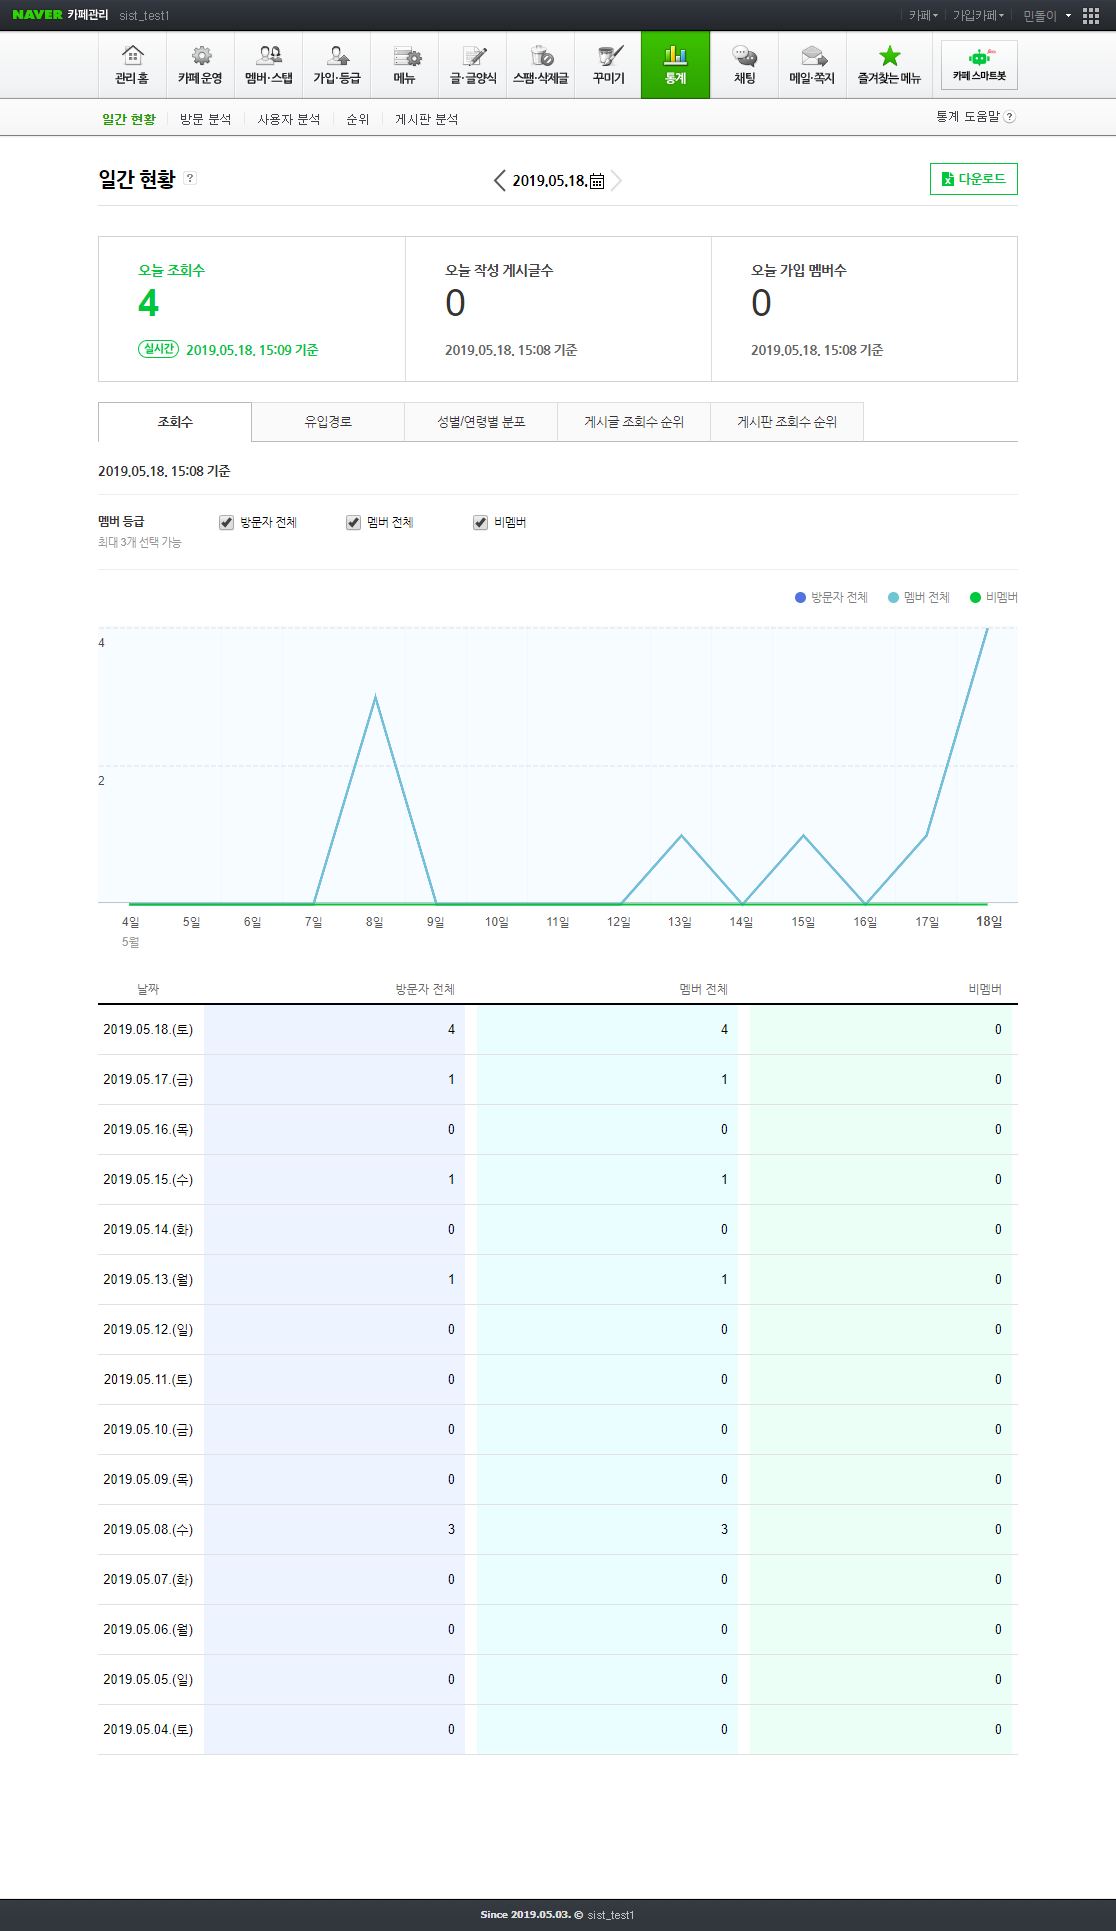 NAVER 카페관리 sist_test1 카페 가입카페 민돌이
관리 홈 카페 운영 멤버·스탭 가입·등급 메뉴 글·글양식 스팸·삭제글 꾸미기 통계 채팅 메일·쪽지 즐겨찾는 메뉴 카페 스마트봇
일간 현황 방문 분석 사용자 분석 순위 게시판 분석 통계 도움말 ?
일간 현황 ? 2019.05.18. 다운로드
오늘 조회수 오늘 작성 게시글수 오늘 가입 멤버수
4 0 0
실시간 2019.05.18. 15:09 기준 2019.05.18. 15:08 기준 2019.05.18. 15:08 기준
조회수 유입경로 성별/연령별 분포 게시글 조회수 순위 게시판 조회수 순위
2019.05.18. 15:08 기준
멤버 등급 방문자 전체 멤버 전체 비멤버
최대 3개 선택 가능
방문자 전체 멤버 전체 비멤버
4
2
4일 5일 6일 7일 8일 9일 10일 11일 12일 13일 14일 15일 16일 17일 18일
5월
날짜 방문자 전체 멤버 전체 비멤버
2019.05.18.(토) 4 4 0
2019.05.17.(금) 1 1 0
2019.05.16.(목) 0 0 0
2019.05.15.(수) 1 1 0
2019.05.14.(화) 0 0 0
2019.05.13.(월) 1 1 0
2019.05.12.(일) 0 0 0
2019.05.11.(토) 0 0 0
2019.05.10.(금) 0 0 0
2019.05.09.(목) 0 0 0
2019.05.08.(수) 3 3 0
2019.05.07.(화) 0 0 0
2019.05.06.(월) 0 0 0
2019.05.05.(일) 0 0 0
2019.05.04.(토) 0 0 0
Since 2019.05.03. © sist_test1